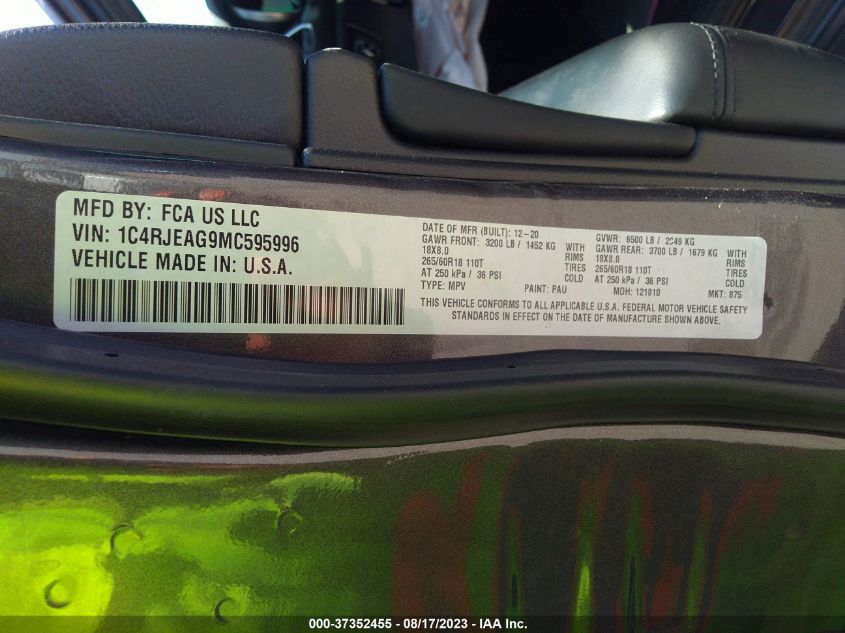 MFD BY: FCA US LLC
VIN: 1C4RJEAG9MC595996
VEHICLE MADE IN: U.S.A.
DATE OF MFR (BUILT): 12-20
GAWR FRONT: 3200 LB / 1452 KG WITH
18X8.0 RIMS
265/60R18 110T TIRES
AT 250 kPa / 36 PSI COLD
TYPE: MPV PAINT: PAU
GVWR: 6500 LB / 2949 KG
GAWR REAR: 3700 LB / 1679 KG WITH
18X8.0 RIMS
265/60R18 110T TIRES
AT 250 kPa / 36 PSI COLD
MDH: 121810 MKT: 875
THIS VEHICLE CONFORMS TO ALL APPLICABLE U.S.A. FEDERAL MOTOR VEHICLE SAFETY
STANDARDS IN EFFECT ON THE DATE OF MANUFACTURE SHOWN ABOVE.
000-37352455 - 08/17/2023 - IAA Inc.